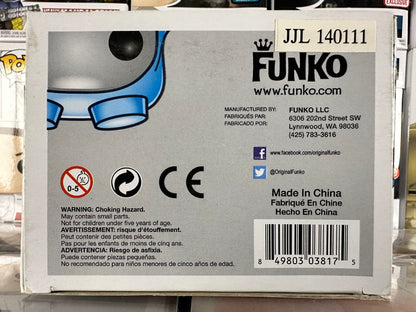 JJL 140111
FUNKO
www.funko.com
MANUFACTURED BY:
FABRIQUÉS PAR:
FABRICADO POR:
FUNKO LLC
6306 202nd Street SW
Lynnwood, WA 98036
(425) 783-3616
www.facebook.com/originalfunko
@OriginalFunko
0-5
CE
WARNING: Choking Hazard.
May contain small parts.
Not for children under five years of age.
AVERTISSEMENT: risque d'étouffement.
Peut contenir des petites pièces.
Pas pour les enfants de moins de cinq ans.
ADVERTENCIA: Riesgo de asfixia.
Puede contener piezas pequeñas.
No recomendado para niños menores de cinco años de edad.
Made In China
Fabriqué En Chine
Hecho En China
8 49803 03817 5